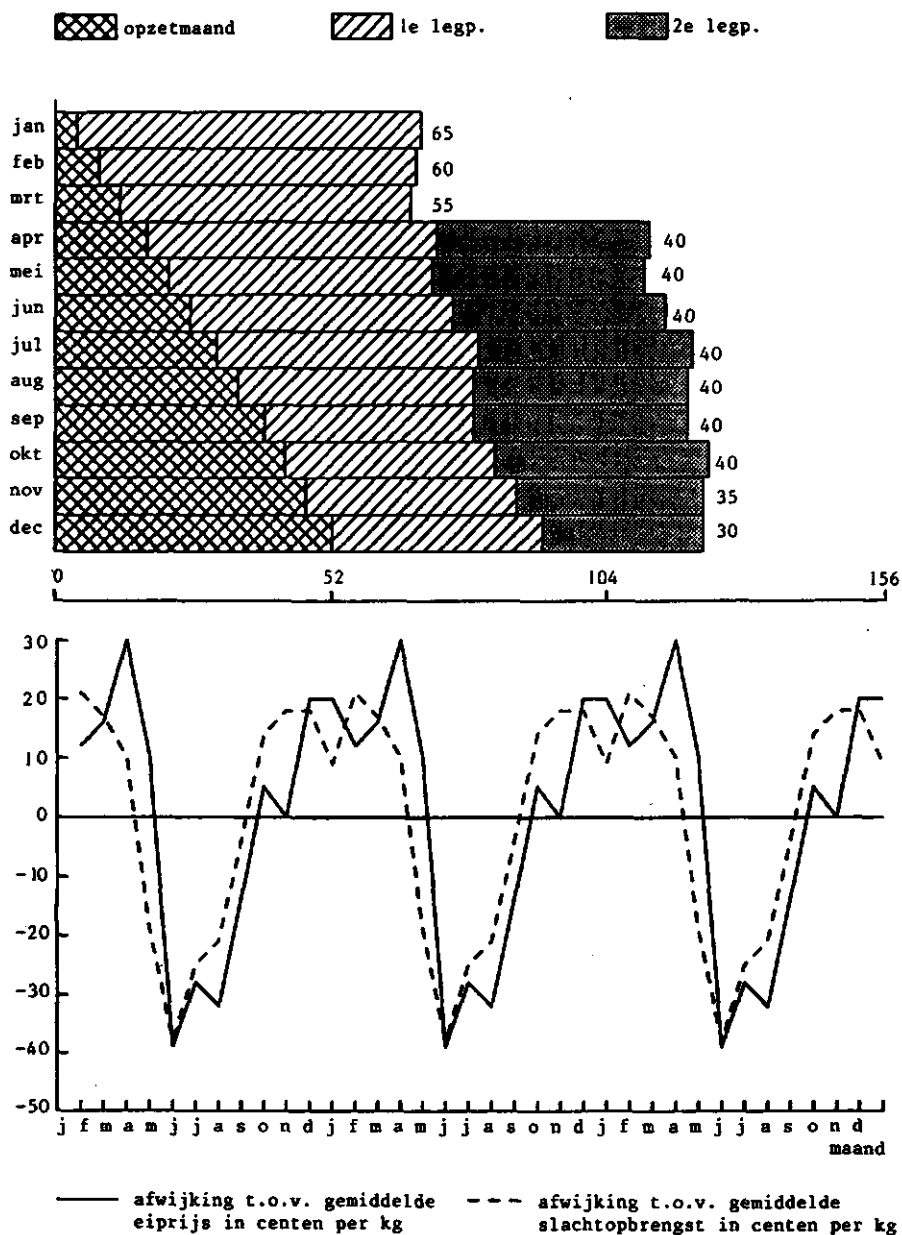 opzetmaand 1e legp. 2e legp.
jan 65
feb 60
mrt 55
apr 40
mei 40
jun 40
jul 40
aug 40
sep 40
okt 40
nov 35
dec 30
0 52 104 156
30
20
10
0
-10
-20
-30
-40
-50
j f m a m j j a s o n d j f m a m j j a s o n d j f m a m j j a s o n d
maand
afwijking t.o.v. gemiddelde afwijking t.o.v. gemiddelde
eiprijs in centen per kg slachtopbrengst in centen per kg